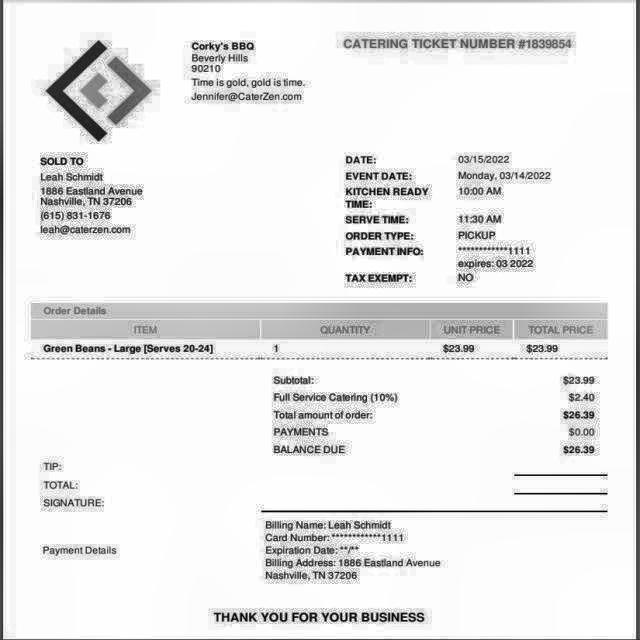 Corky's BBQ
Beverly Hills
90210
Time is gold, gold is time.
Jennifer@CaterZen.com
CATERING TICKET NUMBER #1839854
SOLD TO
Leah Schmidt
1886 Eastland Avenue
Nashville, TN 37206
(615) 831-1676
leah@caterzen.com
DATE: 03/15/2022
EVENT DATE: Monday, 03/14/2022
KITCHEN READY TIME: 10:00 AM
SERVE TIME: 11:30 AM
ORDER TYPE: PICKUP
PAYMENT INFO: ************1111
expires: 03 2022
TAX EXEMPT: NO
Order Details
ITEM QUANTITY UNIT PRICE TOTAL PRICE
Green Beans - Large [Serves 20-24] 1 $23.99 $23.99
Subtotal: $23.99
Full Service Catering (10%) $2.40
Total amount of order: $26.39
PAYMENTS $0.00
BALANCE DUE $26.39
TIP:
TOTAL:
SIGNATURE:
Payment Details
Billing Name: Leah Schmidt
Card Number: ************1111
Expiration Date: **/**
Billing Address: 1886 Eastland Avenue
Nashville, TN 37206
THANK YOU FOR YOUR BUSINESS